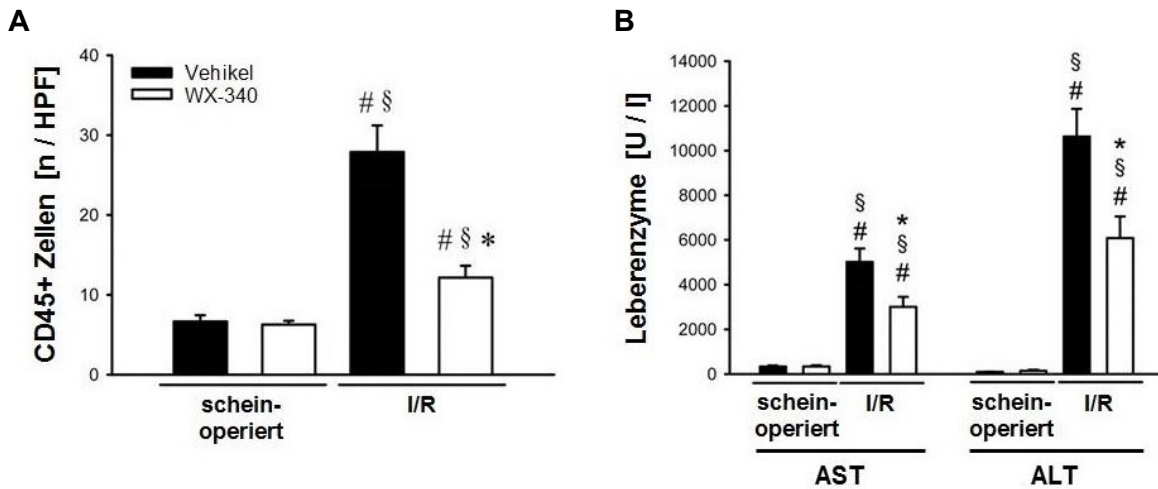 A
CD45+ Zellen [n / HPF]
40
30
20
10
0
Vehikel
WX-340
# §
# § *
schein-
operiert
I/R
B
Leberenzyme [U / l]
14000
12000
10000
8000
6000
4000
2000
0
§
#
*
§
#
§
#
*
§
#
schein-
operiert
I/R
schein-
operiert
I/R
AST
ALT